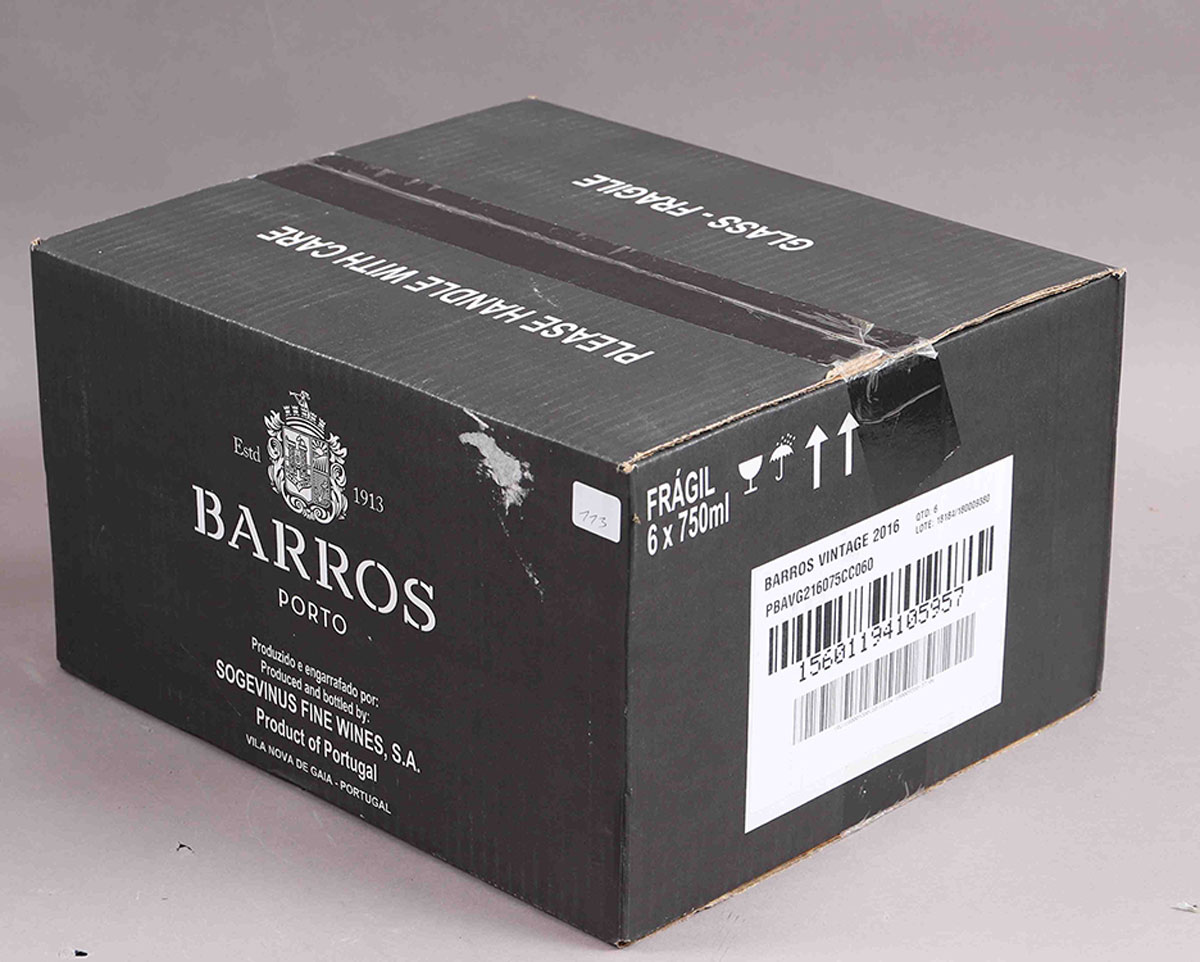 GLASS - FRAGILE
PLEASE HANDLE WITH CARE
Estd 1913
BARROS
PORTO
Produzido e engarrafado por:
Produced and bottled by:
SOGEVINUS FINE WINES, S.A.
Product of Portugal
VILA NOVA DE GAIA - PORTUGAL
113
FRÁGIL
6 x 750ml
BARROS VINTAGE 2016
QTD: 6
PBAVG216075CC060
15601194105957